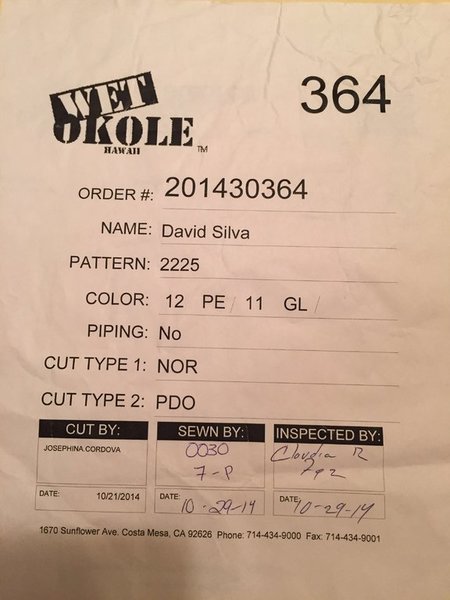 WET
OKOLE
HAWAII
TM
364
ORDER #: 201430364
NAME: David Silva
PATTERN: 2225
COLOR: 12 PE / 11 GL /
PIPING: No
CUT TYPE 1: NOR
CUT TYPE 2: PDO
CUT BY: SEWN BY: INSPECTED BY:
JOSEPHINA.CORDOVA 0030 Claudia R
7-P
DATE: 10/21/2014 DATE: 10-29-14 DATE: 10-29-14
1670 Sunflower Ave. Costa Mesa, CA 92626 Phone: 714-434-9000 Fax: 714-434-9001